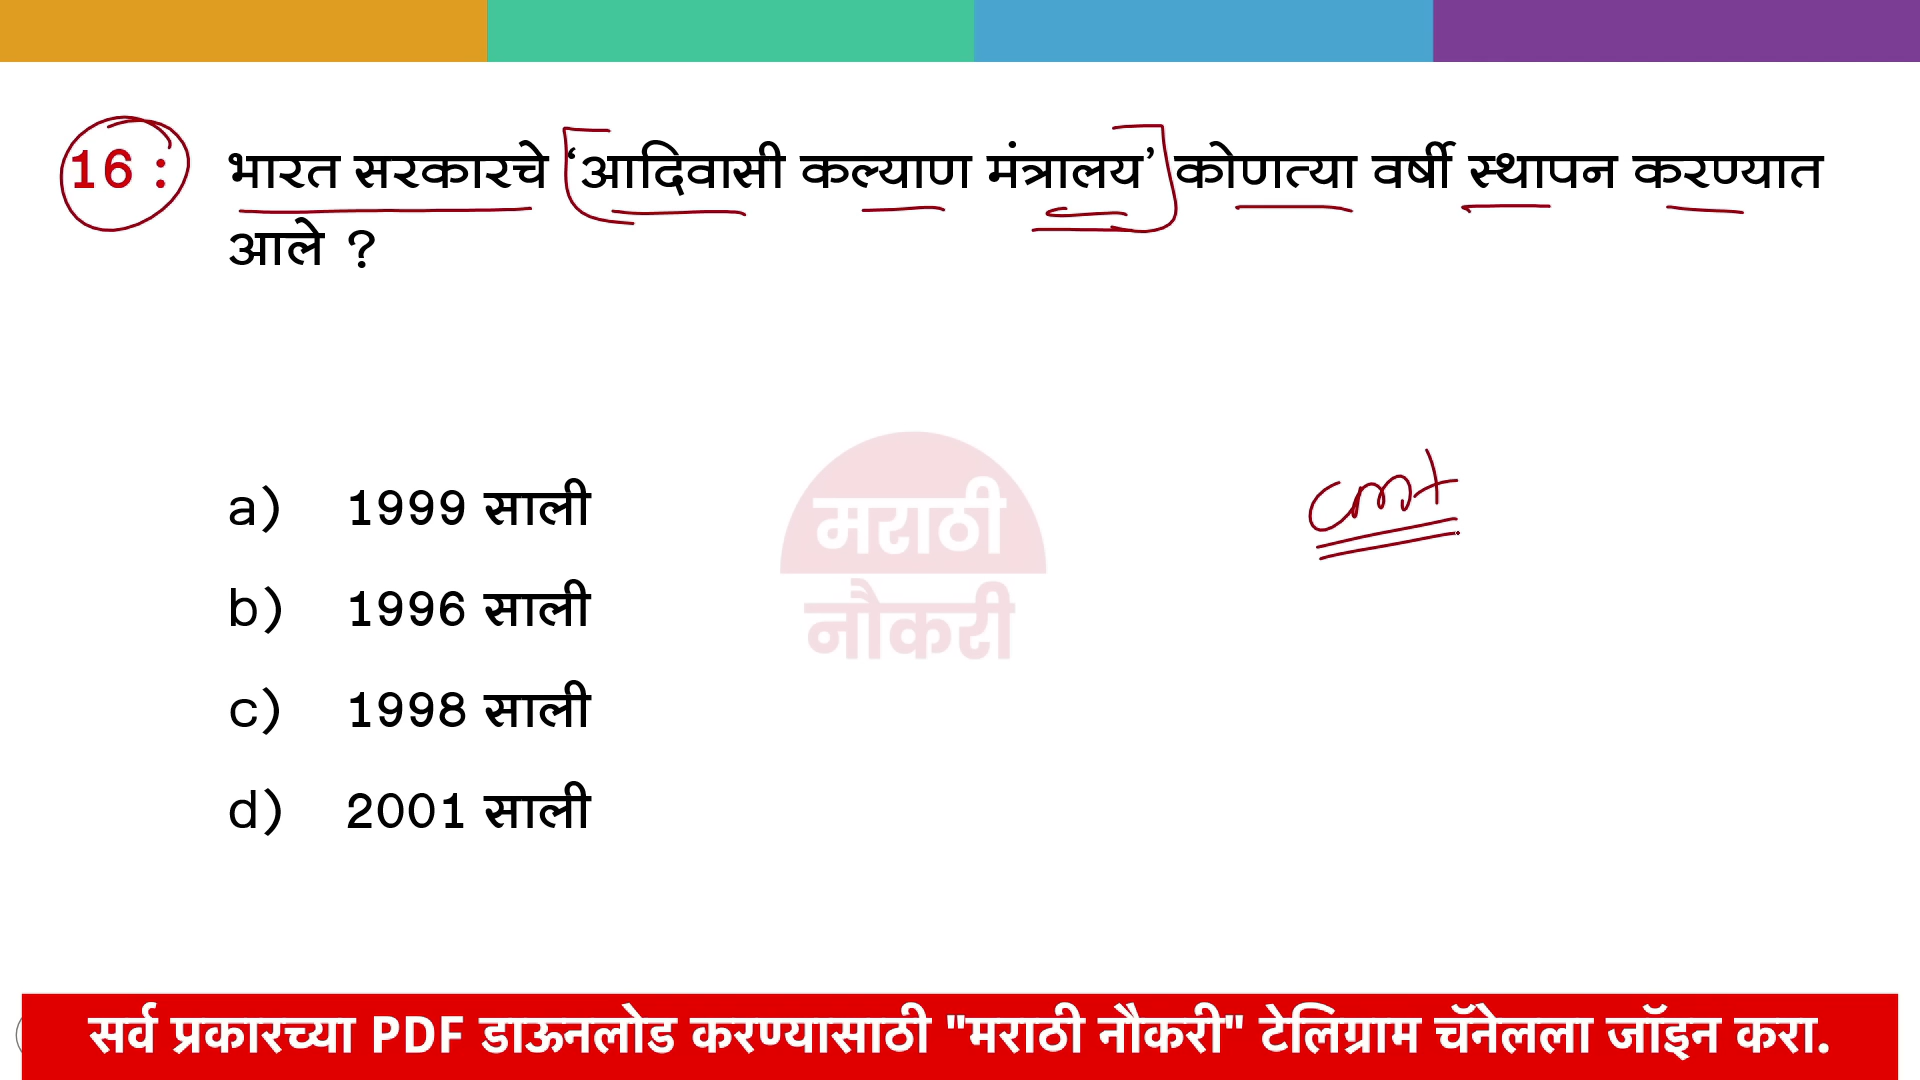 16 : भारत सरकारचे ‘आदिवासी कल्याण मंत्रालय’ कोणत्या वर्षी स्थापन करण्यात
आले ?
a) 1999 साली
b) 1996 साली
c) 1998 साली
d) 2001 साली
cmt
मराठी
नौकरी
सर्व प्रकारच्या PDF डाऊनलोड करण्यासाठी "मराठी नौकरी" टेलिग्राम चॅनेलला जॉइन करा.